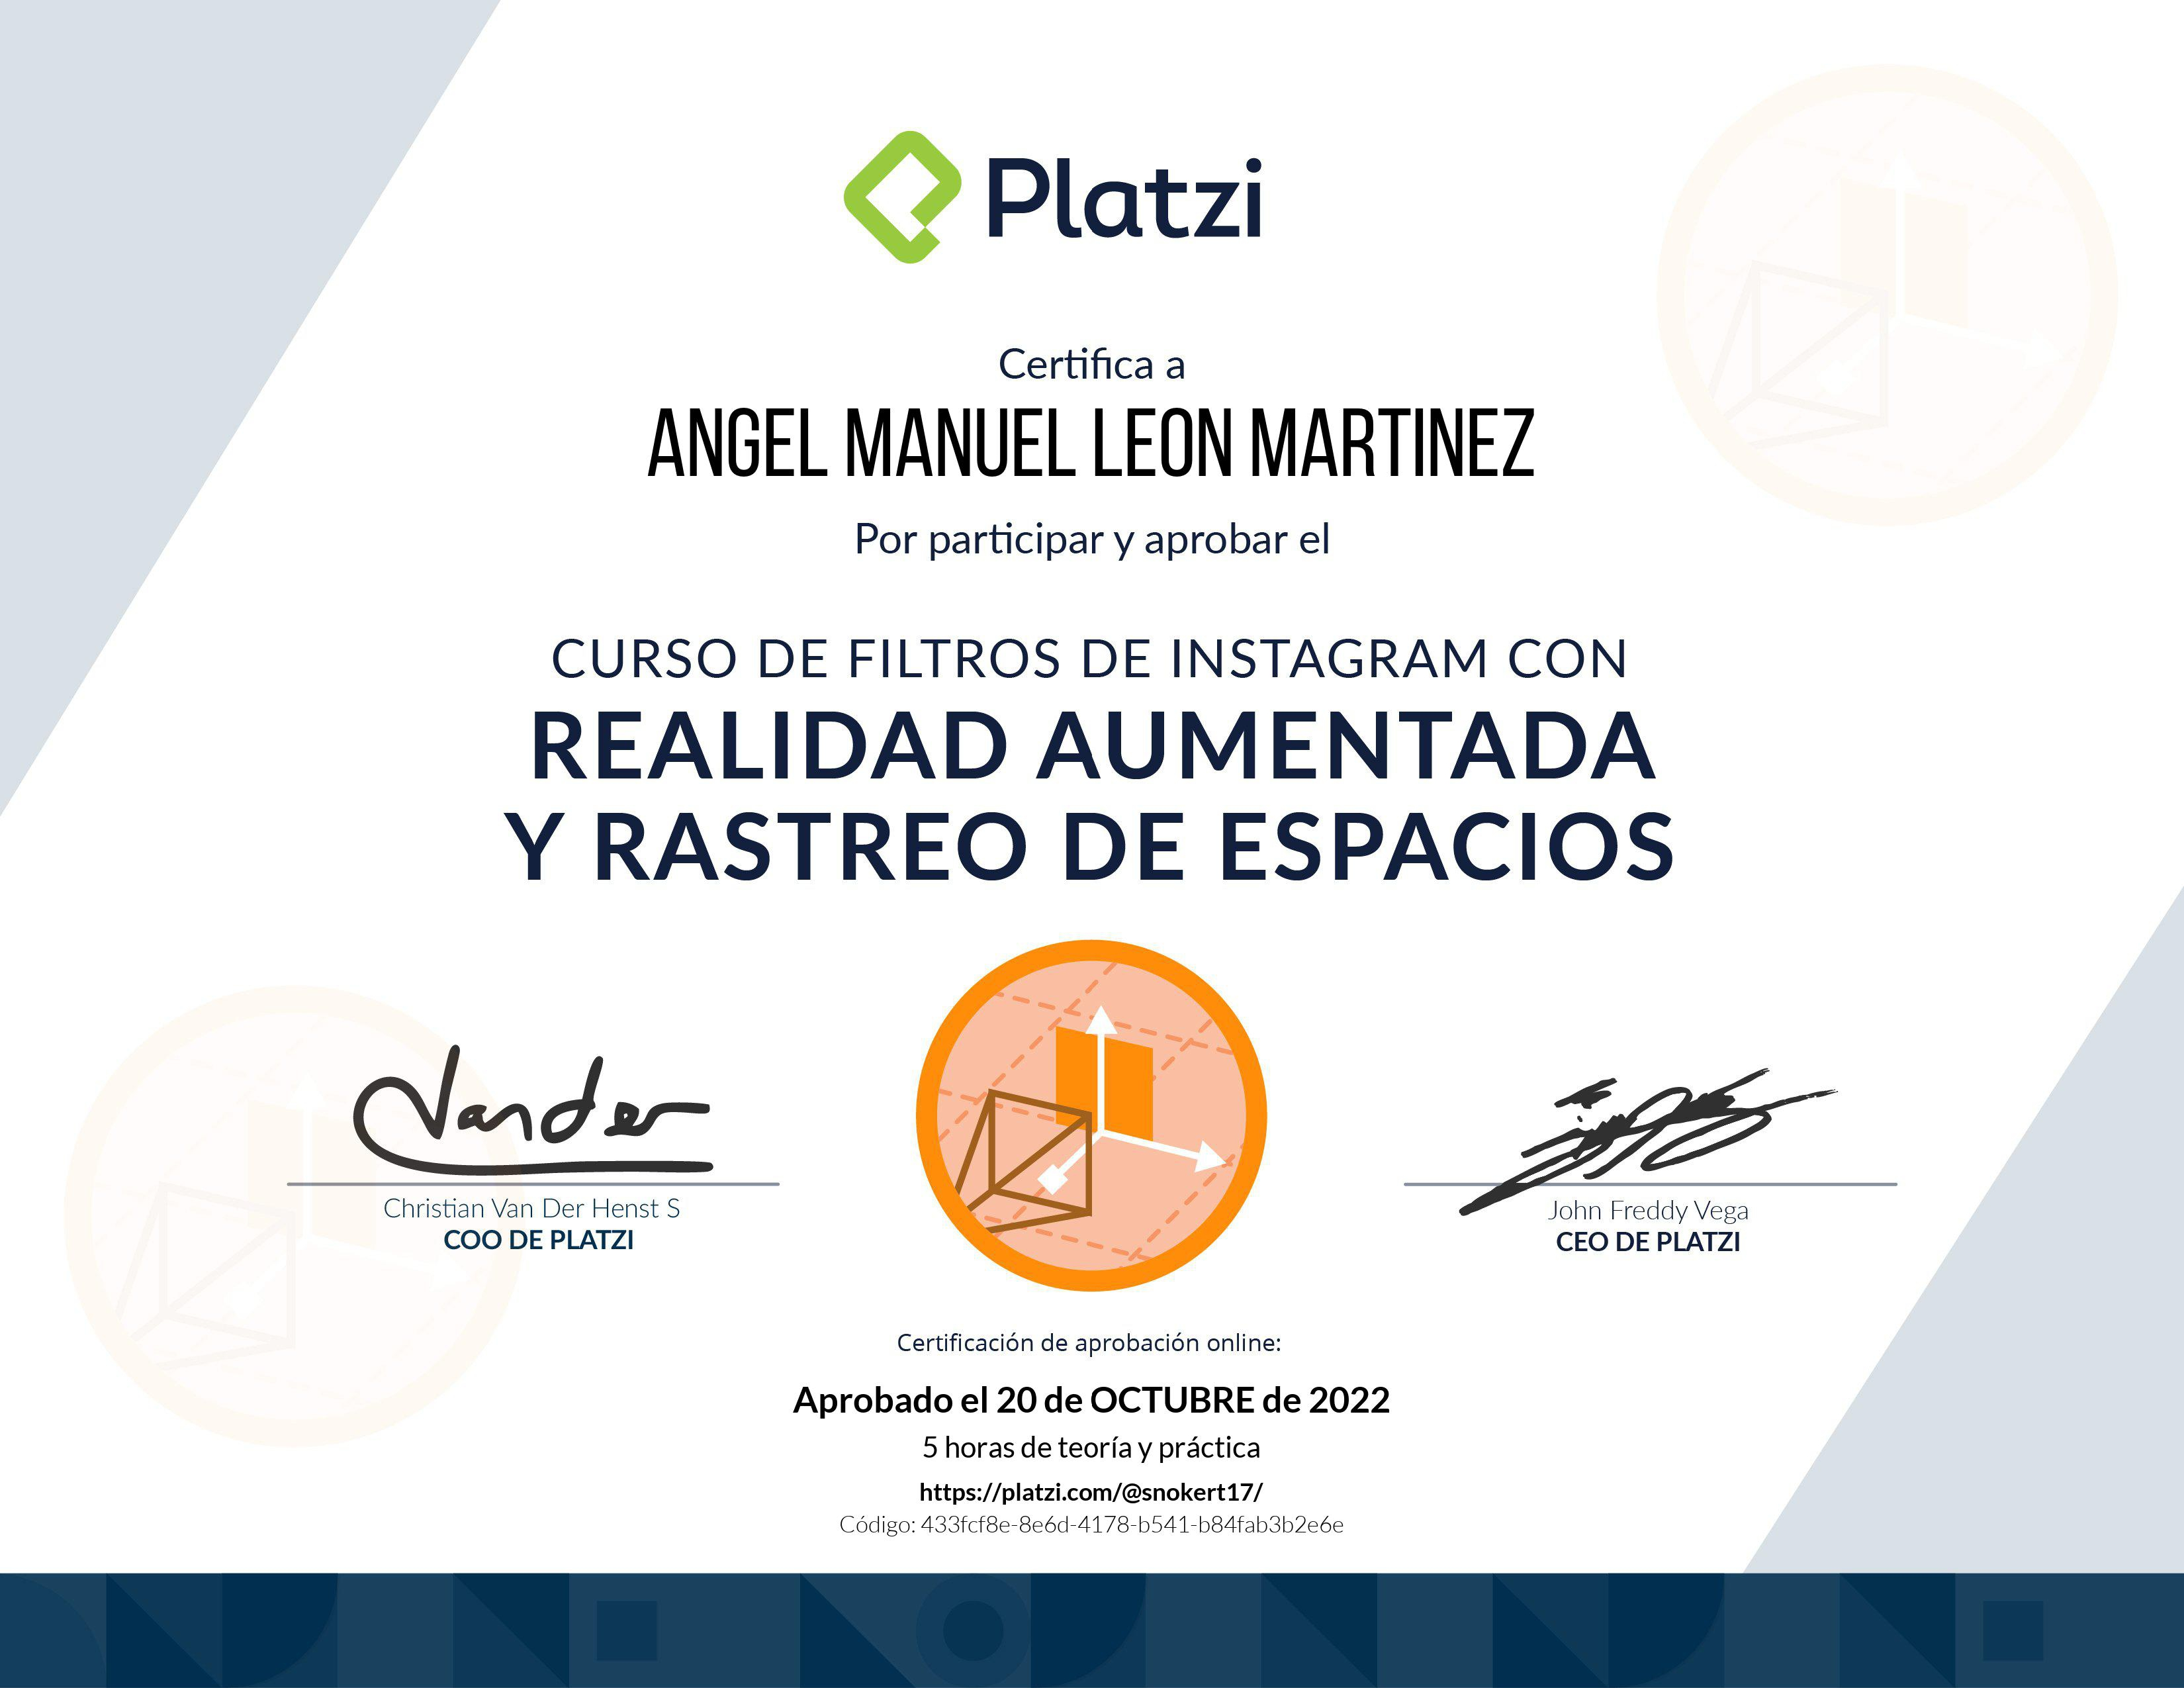 Platzi
Certifica a
ANGEL MANUEL LEON MARTINEZ
Por participar y aprobar el
CURSO DE FILTROS DE INSTAGRAM CON
REALIDAD AUMENTADA
Y RASTREO DE ESPACIOS
Vander
Christian Van Der Henst S
COO DE PLATZI
John Freddy Vega
CEO DE PLATZI
Certificación de aprobación online:
Aprobado el 20 de OCTUBRE de 2022
5 horas de teoría y práctica
https://platzi.com/@snokert17/
Código: 433fcf8e-8e6d-4178-b541-b84fab3b2e6e